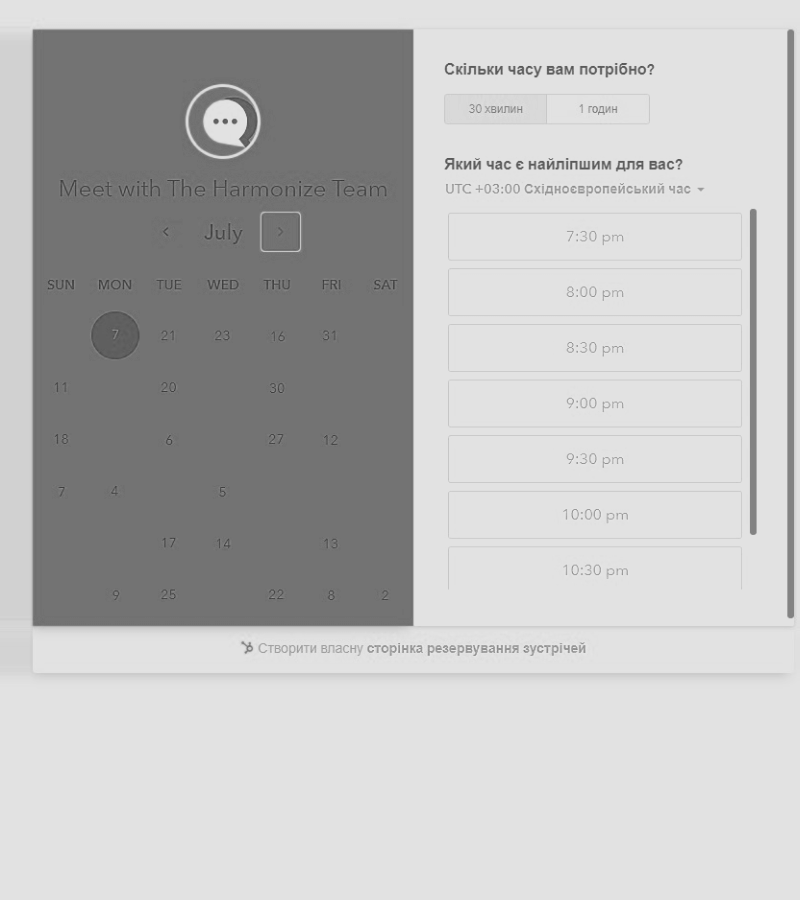 Meet with The Harmonize Team
July
SUN MON TUE WED THU FRI SAT
7 21 23 16 31
11 20 30
18 6 27 12
7 4 5
17 14 13
9 25 22 8 2
Скільки часу вам потрібно?
30 хвилин 1 годин
Який час є найліпшим для вас?
UTC +03:00 Східноєвропейський час
7:30 pm
8:00 pm
8:30 pm
9:00 pm
9:30 pm
10:00 pm
10:30 pm
Створити власну сторінка резервування зустрічей